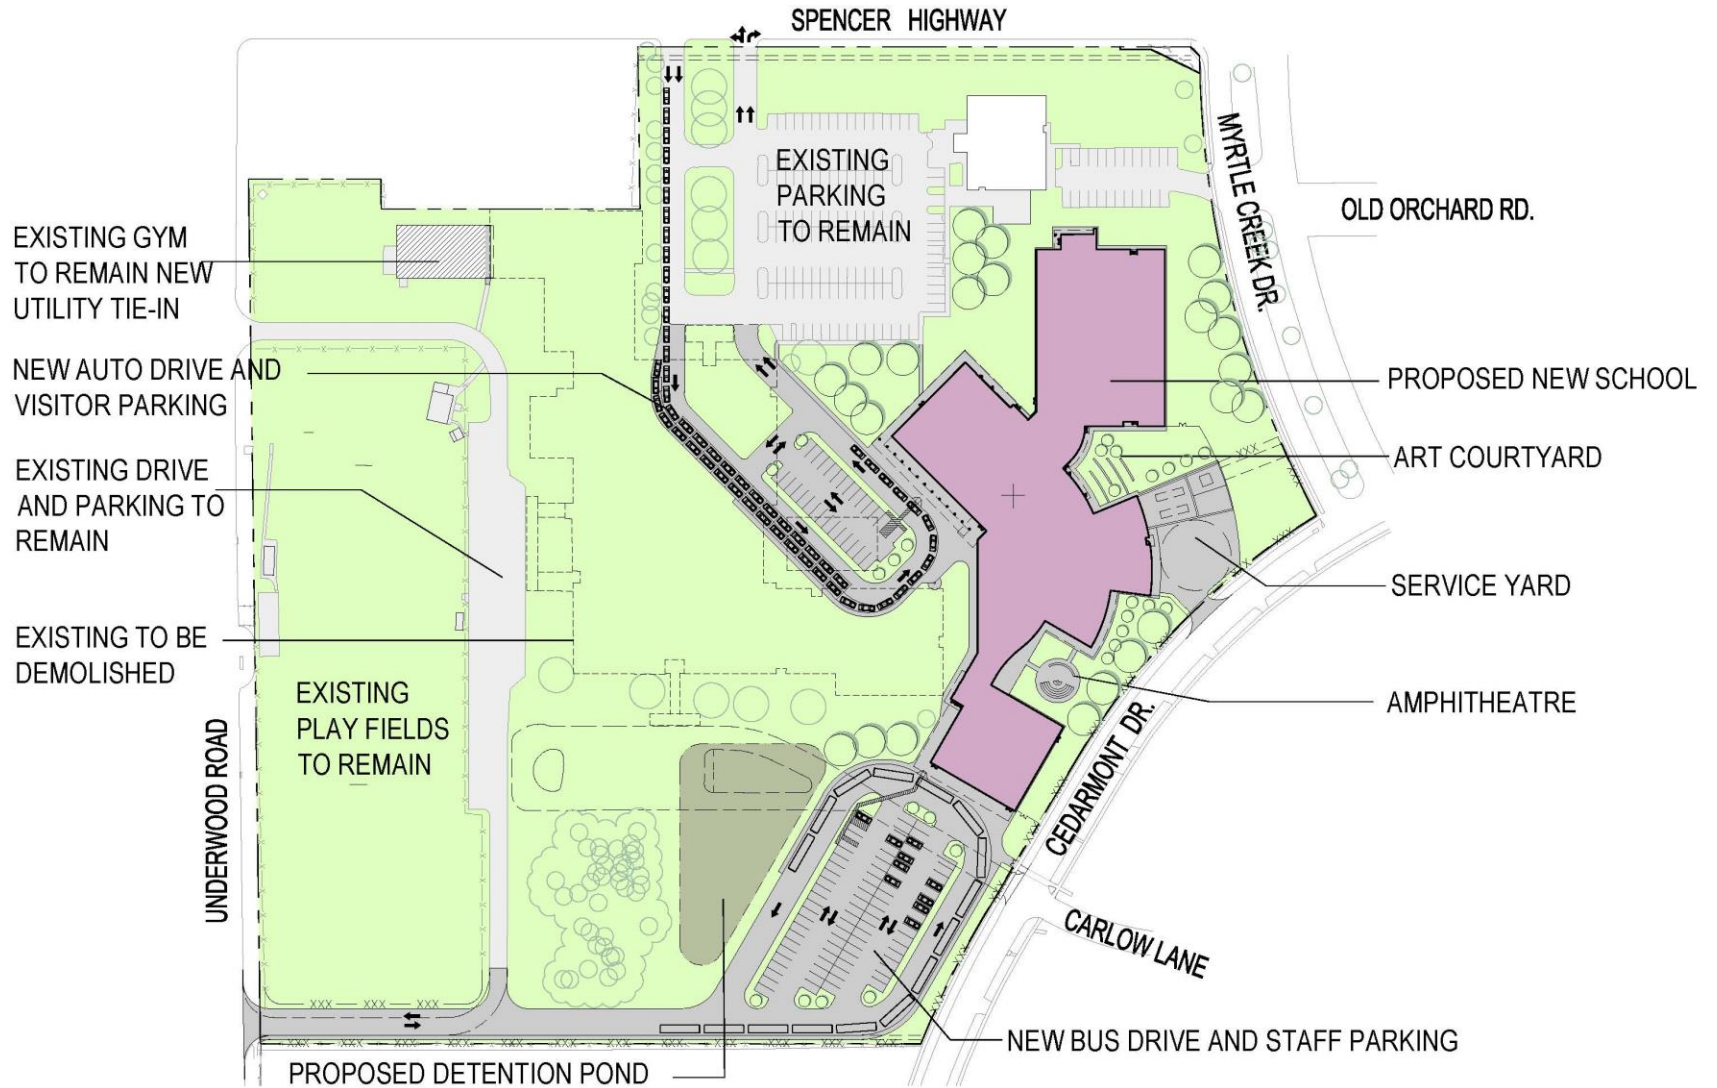 SPENCER HIGHWAY
MYRTLE CREEK DR.
OLD ORCHARD RD.
EXISTING
PARKING
TO REMAIN
EXISTING GYM
TO REMAIN NEW
UTILITY TIE-IN
NEW AUTO DRIVE AND
VISITOR PARKING
EXISTING DRIVE
AND PARKING TO
REMAIN
EXISTING TO BE
DEMOLISHED
EXISTING
PLAY FIELDS
TO REMAIN
UNDERWOOD ROAD
PROPOSED NEW SCHOOL
ART COURTYARD
SERVICE YARD
AMPHITHEATRE
CEDARMONT DR.
CARLOW LANE
NEW BUS DRIVE AND STAFF PARKING
PROPOSED DETENTION POND